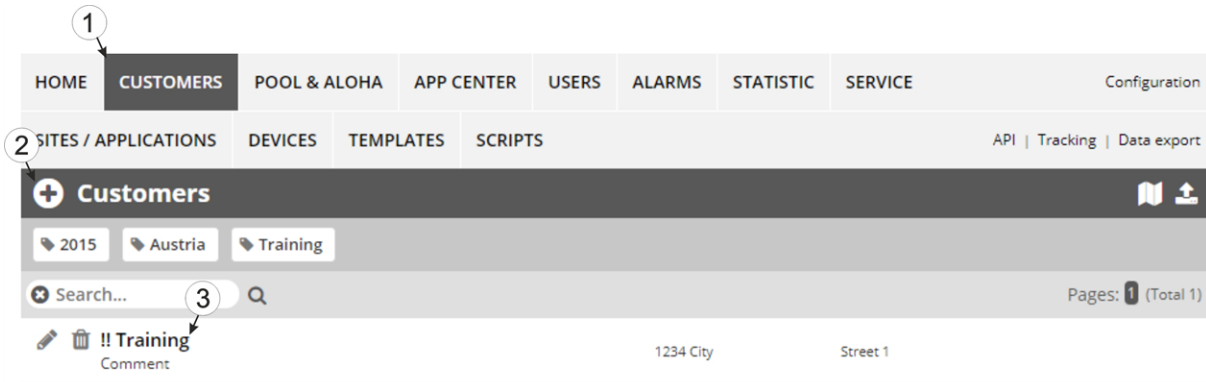 1
HOME CUSTOMERS POOL & ALOHA APP CENTER USERS ALARMS STATISTIC SERVICE Configuration
2 SITES / APPLICATIONS DEVICES TEMPLATES SCRIPTS API | Tracking | Data export
Customers
2015 Austria Training
Search... 3 Pages: 1 (Total 1)
!! Training 1234 City Street 1
Comment